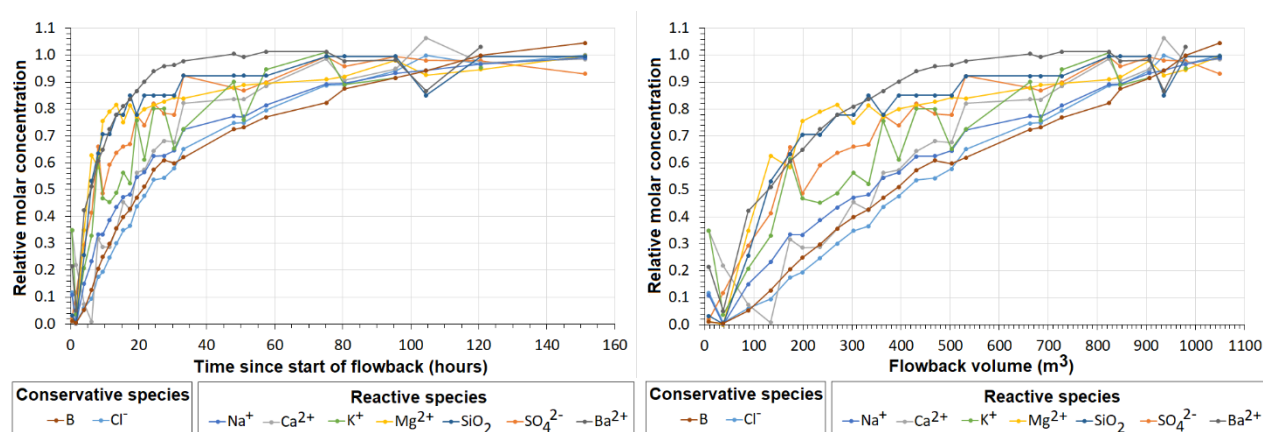 Relative molar concentration
1.1
1.0
0.9
0.8
0.7
0.6
0.5
0.4
0.3
0.2
0.1
0.0
0 20 40 60 80 100 120 140 160
Time since start of flowback (hours)
Conservative species
B Cl⁻
Reactive species
Na⁺ Ca²⁺ K⁺ Mg²⁺ SiO₂ SO₄²⁻ Ba²⁺
Relative molar concentration
1.1
1.0
0.9
0.8
0.7
0.6
0.5
0.4
0.3
0.2
0.1
0.0
0 100 200 300 400 500 600 700 800 900 1000 1100
Flowback volume (m³)
Conservative species
B Cl⁻
Reactive species
Na⁺ Ca²⁺ K⁺ Mg²⁺ SiO₂ SO₄²⁻ Ba²⁺